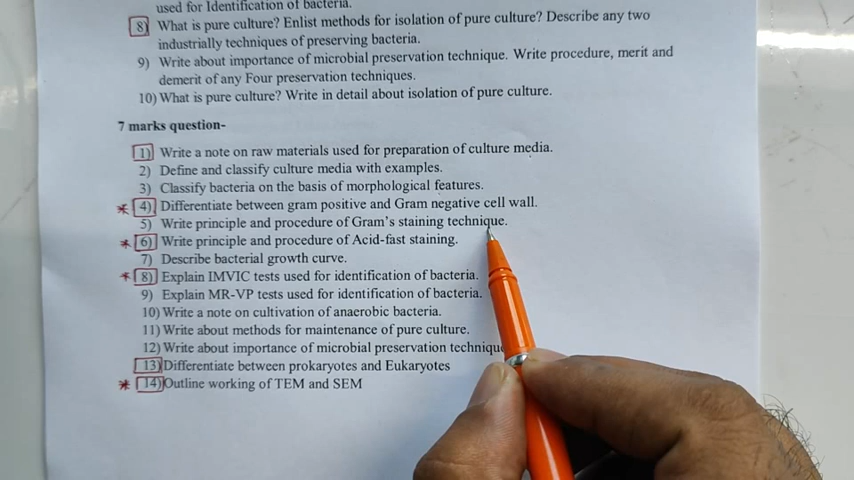 used for Identification of bacteria.
8) What is pure culture? Enlist methods for isolation of pure culture? Describe any two
industrially techniques of preserving bacteria.
9) Write about importance of microbial preservation technique. Write procedure, merit and
demerit of any Four preservation techniques.
10) What is pure culture? Write in detail about isolation of pure culture.
7 marks question-
1) Write a note on raw materials used for preparation of culture media.
2) Define and classify culture media with examples.
3) Classify bacteria on the basis of morphological features.
4) Differentiate between gram positive and Gram negative cell wall.
5) Write principle and procedure of Gram's staining technique.
6) Write principle and procedure of Acid-fast staining.
7) Describe bacterial growth curve.
8) Explain IMVIC tests used for identification of bacteria.
9) Explain MR-VP tests used for identification of bacteria.
10) Write a note on cultivation of anaerobic bacteria.
11) Write about methods for maintenance of pure culture.
12) Write about importance of microbial preservation techniqu
13) Differentiate between prokaryotes and Eukaryotes
14) Outline working of TEM and SEM